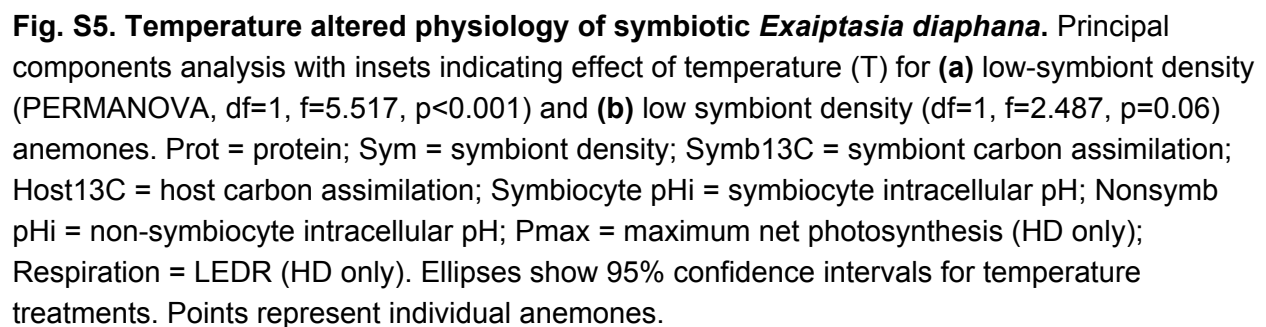 Fig. S5. Temperature altered physiology of symbiotic Exaiptasia diaphana. Principal
components analysis with insets indicating effect of temperature (T) for (a) low-symbiont density
(PERMANOVA, df=1, f=5.517, p<0.001) and (b) low symbiont density (df=1, f=2.487, p=0.06)
anemones. Prot = protein; Sym = symbiont density; Symb13C = symbiont carbon assimilation;
Host13C = host carbon assimilation; Symbiocyte pHi = symbiocyte intracellular pH; Nonsymb
pHi = non-symbiocyte intracellular pH; Pmax = maximum net photosynthesis (HD only);
Respiration = LEDR (HD only). Ellipses show 95% confidence intervals for temperature
treatments. Points represent individual anemones.